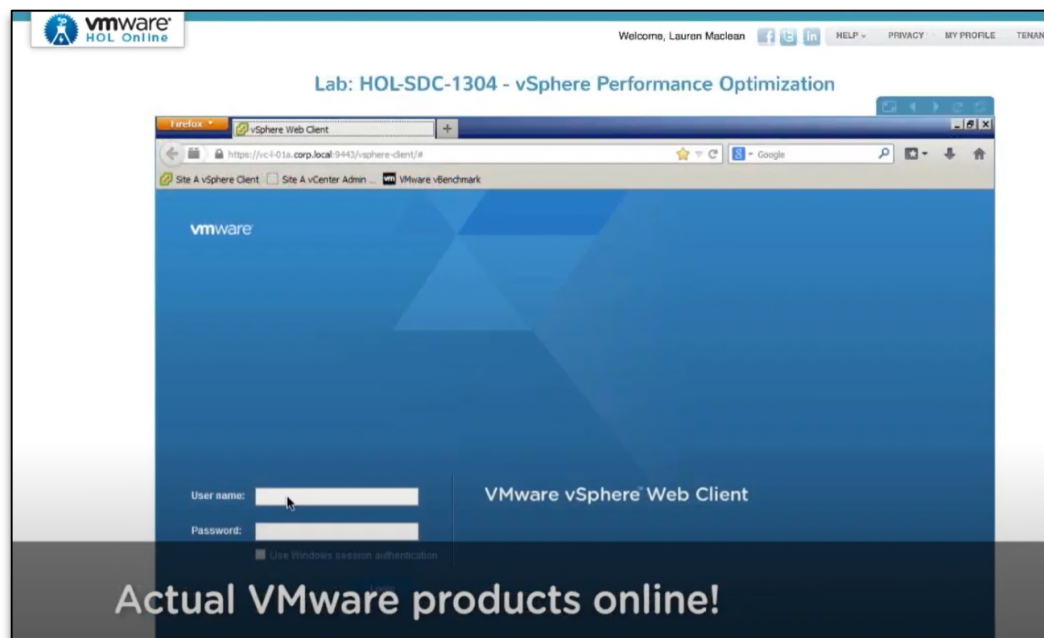 vmware®
HOL Online
Welcome, Lauren Maclean
HELP PRIVACY MY PROFILE TENAN
Lab: HOL-SDC-1304 - vSphere Performance Optimization
Firefox
vSphere Web Client
https://vc-l-01a.corp.local:9443/vsphere-client/#
Google
Site A vSphere Client Site A vCenter Admin ... VMware vBenchmark
vmware
User name:
VMware vSphere™ Web Client
Password:
Use Windows session authentication
Actual VMware products online!